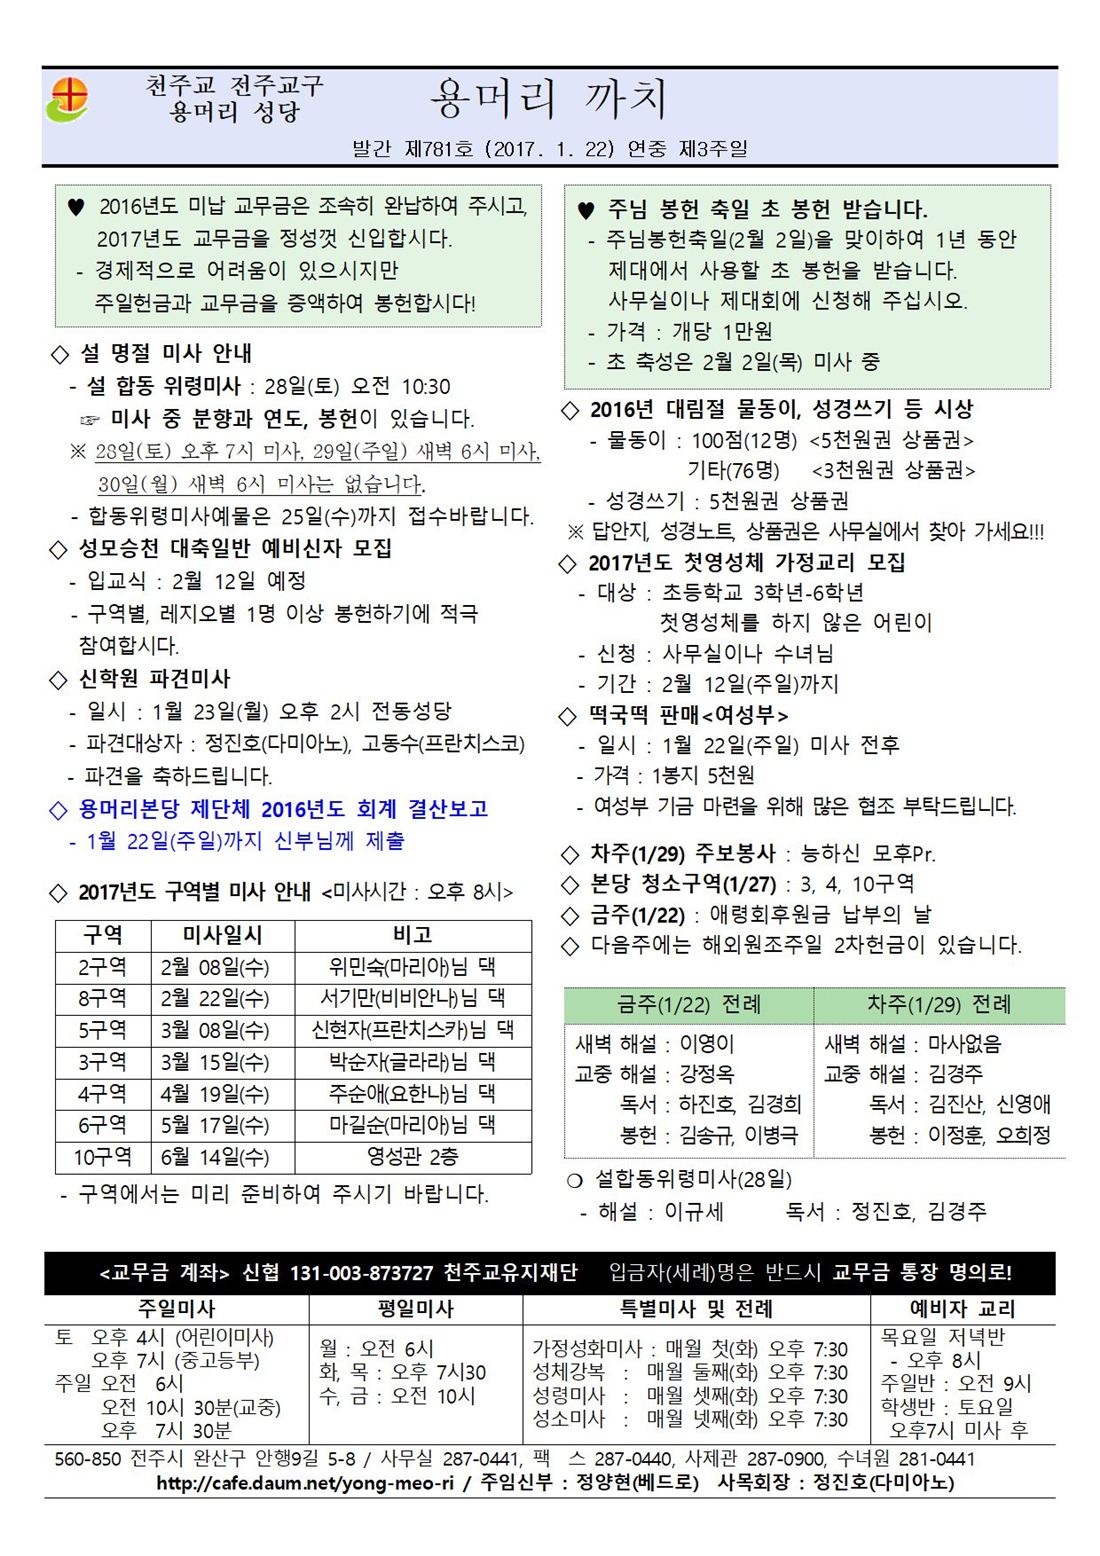 천주교 전주교구
용머리 성당
용머리 까치
발간 제781호 (2017. 1. 22) 연중 제3주일
♥ 2016년도 미납 교무금은 조속히 완납하여 주시고,
2017년도 교무금을 정성껏 신입합시다.
- 경제적으로 어려움이 있으시지만
주일헌금과 교무금을 증액하여 봉헌합시다!
◇ 설 명절 미사 안내
- 설 합동 위령미사 : 28일(토) 오전 10:30
☞ 미사 중 분향과 연도, 봉헌이 있습니다.
※ 28일(토) 오후 7시 미사, 29일(주일) 새벽 6시 미사,
30일(월) 새벽 6시 미사는 없습니다.
- 합동위령미사예물은 25일(수)까지 접수바랍니다.
◇ 성모승천 대축일반 예비신자 모집
- 입교식 : 2월 12일 예정
- 구역별, 레지오별 1명 이상 봉헌하기에 적극
참여합시다.
◇ 신학원 파견미사
- 일시 : 1월 23일(월) 오후 2시 전동성당
- 파견대상자 : 정진호(다미아노), 고동수(프란치스코)
- 파견을 축하드립니다.
◇ 용머리본당 제단체 2016년도 회계 결산보고
- 1월 22일(주일)까지 신부님께 제출
◇ 2017년도 구역별 미사 안내 <미사시간 : 오후 8시>
구역 미사일시 비고
2구역 2월 08일(수) 위민숙(마리아)님 댁
8구역 2월 22일(수) 서기만(비비안나)님 댁
5구역 3월 08일(수) 신현자(프란치스카)님 댁
3구역 3월 15일(수) 박순자(글라라)님 댁
4구역 4월 19일(수) 주순애(요한나)님 댁
6구역 5월 17일(수) 마길순(마리아)님 댁
10구역 6월 14일(수) 영성관 2층
- 구역에서는 미리 준비하여 주시기 바랍니다.
♥ 주님 봉헌 축일 초 봉헌 받습니다.
- 주님봉헌축일(2월 2일)을 맞이하여 1년 동안
제대에서 사용할 초 봉헌을 받습니다.
사무실이나 제대회에 신청해 주십시오.
- 가격 : 개당 1만원
- 초 축성은 2월 2일(목) 미사 중
◇ 2016년 대림절 물동이, 성경쓰기 등 시상
- 물동이 : 100점(12명) <5천원권 상품권>
기타(76명) <3천원권 상품권>
- 성경쓰기 : 5천원권 상품권
※ 답안지, 성경노트, 상품권은 사무실에서 찾아 가세요!!!
◇ 2017년도 첫영성체 가정교리 모집
- 대상 : 초등학교 3학년-6학년
첫영성체를 하지 않은 어린이
- 신청 : 사무실이나 수녀님
- 기간 : 2월 12일(주일)까지
◇ 떡국떡 판매<여성부>
- 일시 : 1월 22일(주일) 미사 전후
- 가격 : 1봉지 5천원
- 여성부 기금 마련을 위해 많은 협조 부탁드립니다.
◇ 차주(1/29) 주보봉사 : 능하신 모후Pr.
◇ 본당 청소구역(1/27) : 3, 4, 10구역
◇ 금주(1/22) : 애령회후원금 납부의 날
◇ 다음주에는 해외원조주일 2차헌금이 있습니다.
금주(1/22) 전례 차주(1/29) 전례
새벽 해설 : 이영이 새벽 해설 : 마사없음
교중 해설 : 강정옥 교중 해설 : 김경주
독서 : 하진호, 김경희 독서 : 김진산, 신영애
봉헌 : 김송규, 이병극 봉헌 : 이정훈, 오희정
❍ 설합동위령미사(28일)
- 해설 : 이규세 독서 : 정진호, 김경주
<교무금 계좌> 신협 131-003-873727 천주교유지재단 입금자(세례)명은 반드시 교무금 통장 명의로!
주일미사 평일미사 특별미사 및 전례 예비자 교리
토 오후 4시 (어린이미사)
오후 7시 (중고등부)
주일 오전 6시
오전 10시 30분(교중)
오후 7시 30분
월 : 오전 6시
화, 목 : 오후 7시30
수, 금 : 오전 10시
가정성화미사 : 매월 첫(화) 오후 7:30
성체강복 : 매월 둘째(화) 오후 7:30
성령미사 : 매월 셋째(화) 오후 7:30
성소미사 : 매월 넷째(화) 오후 7:30
목요일 저녁반
- 오후 8시
주일반 : 오전 9시
학생반 : 토요일
오후7시 미사 후
560-850 전주시 완산구 안행9길 5-8 / 사무실 287-0441, 팩 스 287-0440, 사제관 287-0900, 수녀원 281-0441
http://cafe.daum.net/yong-meo-ri / 주임신부 : 정양현(베드로) 사목회장 : 정진호(다미아노)